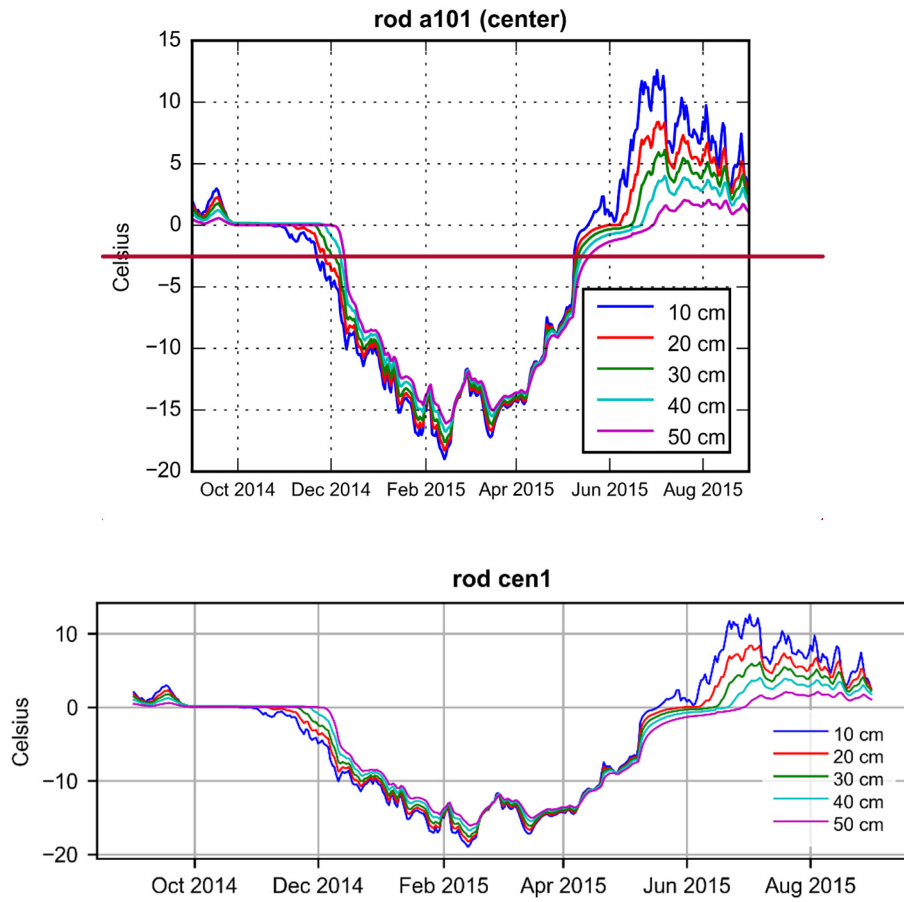 rod a101 (center)
15
10
5
0
−5
−10
−15
−20
Celsius
10 cm
20 cm
30 cm
40 cm
50 cm
Oct 2014 Dec 2014 Feb 2015 Apr 2015 Jun 2015 Aug 2015
rod cen1
10
0
−10
−20
Celsius
10 cm
20 cm
30 cm
40 cm
50 cm
Oct 2014 Dec 2014 Feb 2015 Apr 2015 Jun 2015 Aug 2015